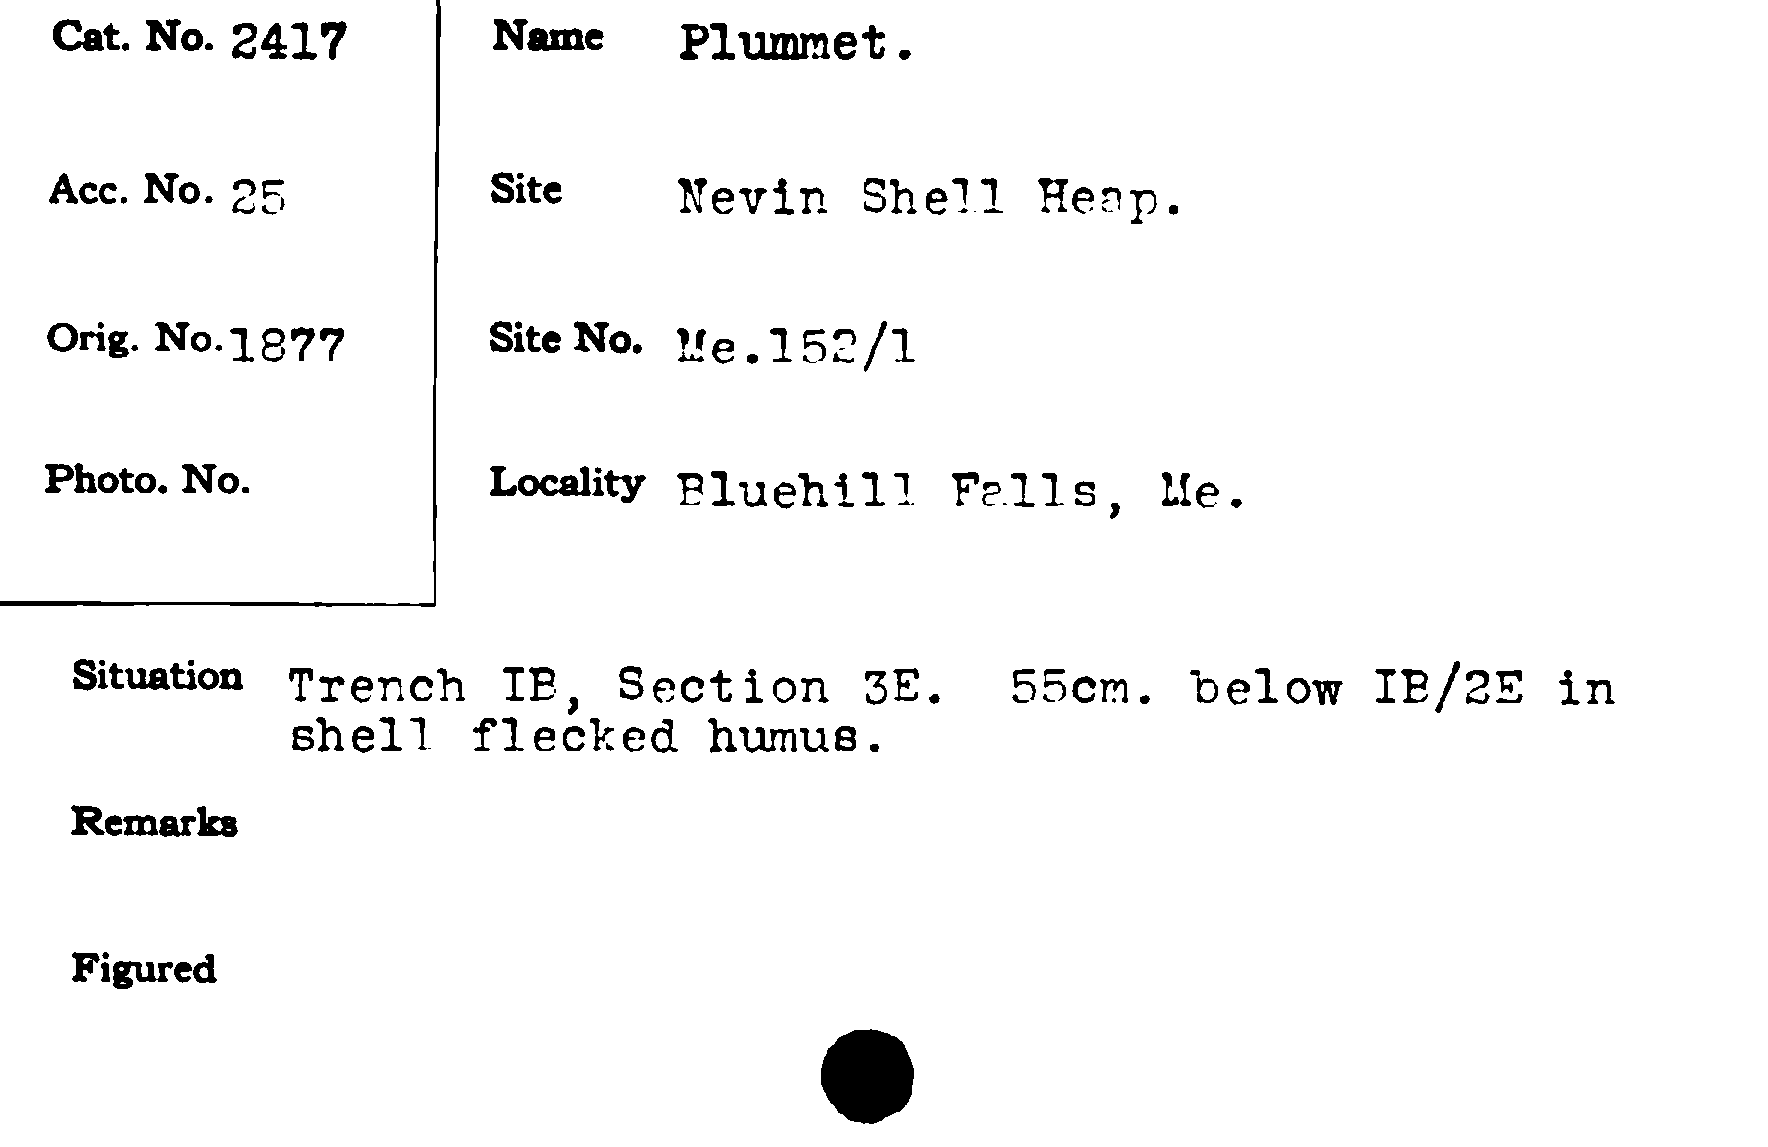 Cat. No. 2417
Name Plummet.
Acc. No. 25
Site Nevin Shell Heap.
Orig. No. 1877
Site No. Me.152/1
Photo. No.
Locality Bluehill Falls, Me.
Situation Trench IB, Section 3E. 55cm. below IB/2E in
shell flecked humus.
Remarks
Figured